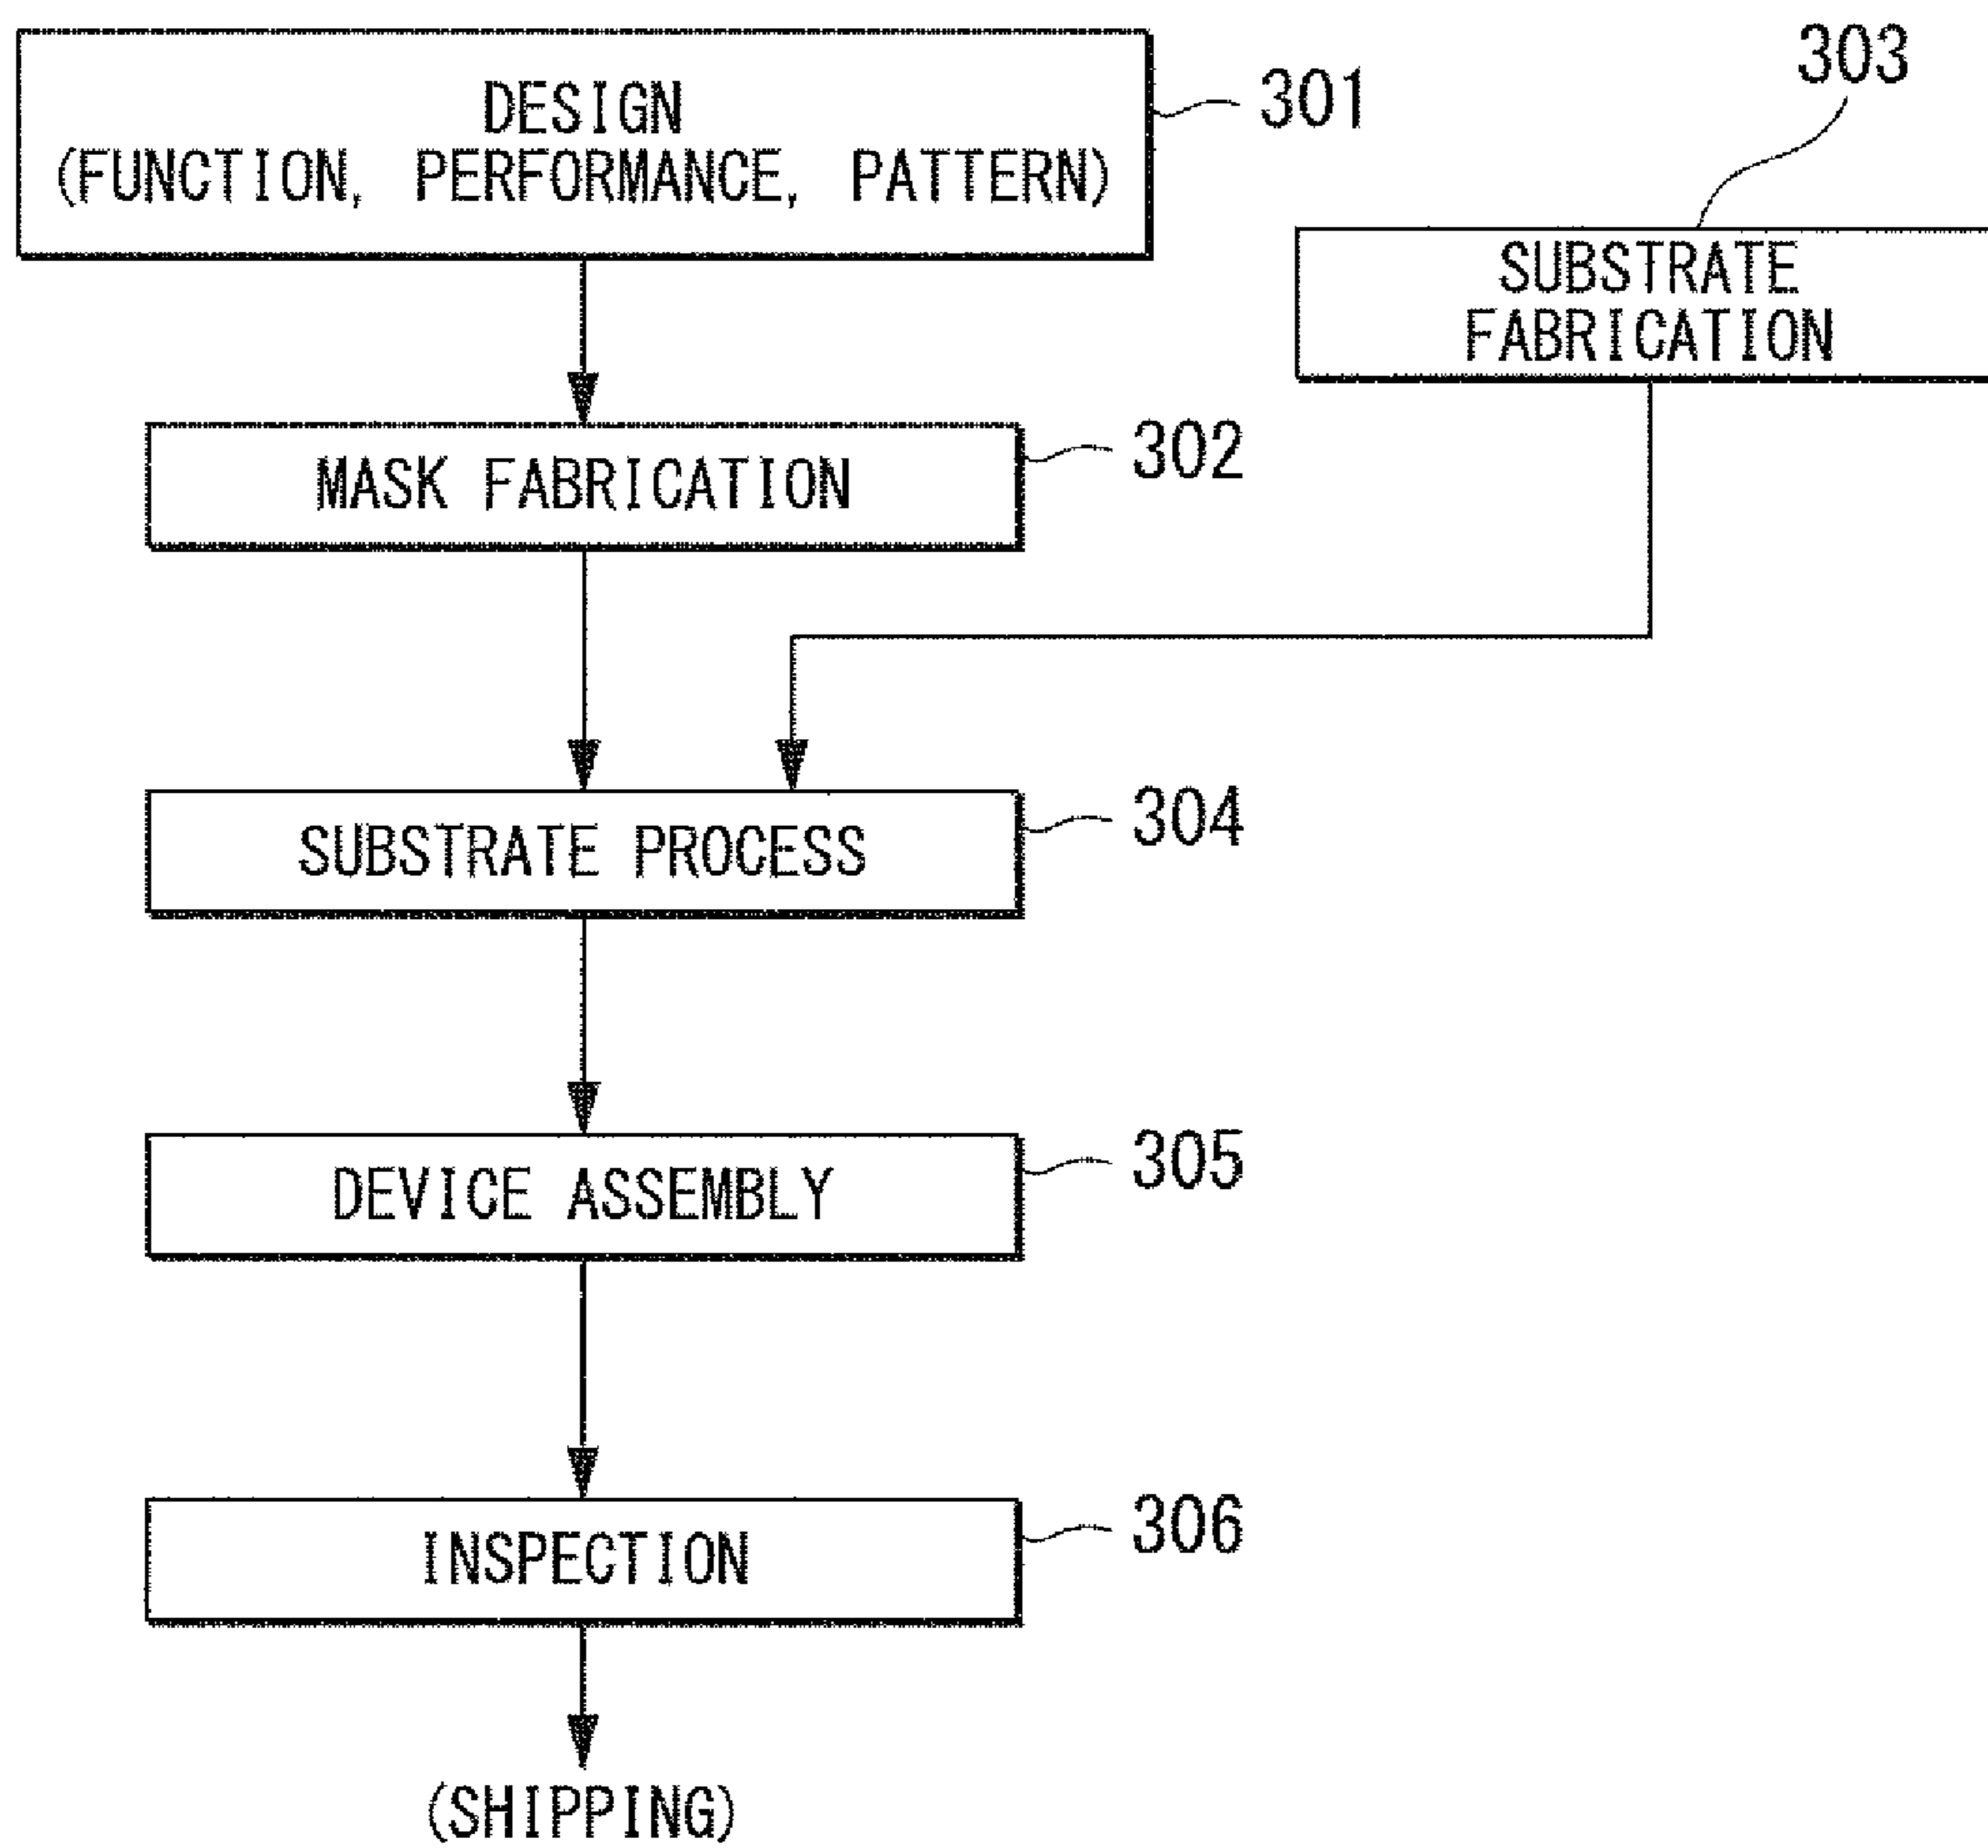 DESIGN
(FUNCTION, PERFORMANCE, PATTERN)
301
303
SUBSTRATE
FABRICATION
MASK FABRICATION
302
SUBSTRATE PROCESS
304
DEVICE ASSEMBLY
305
INSPECTION
306
(SHIPPING)